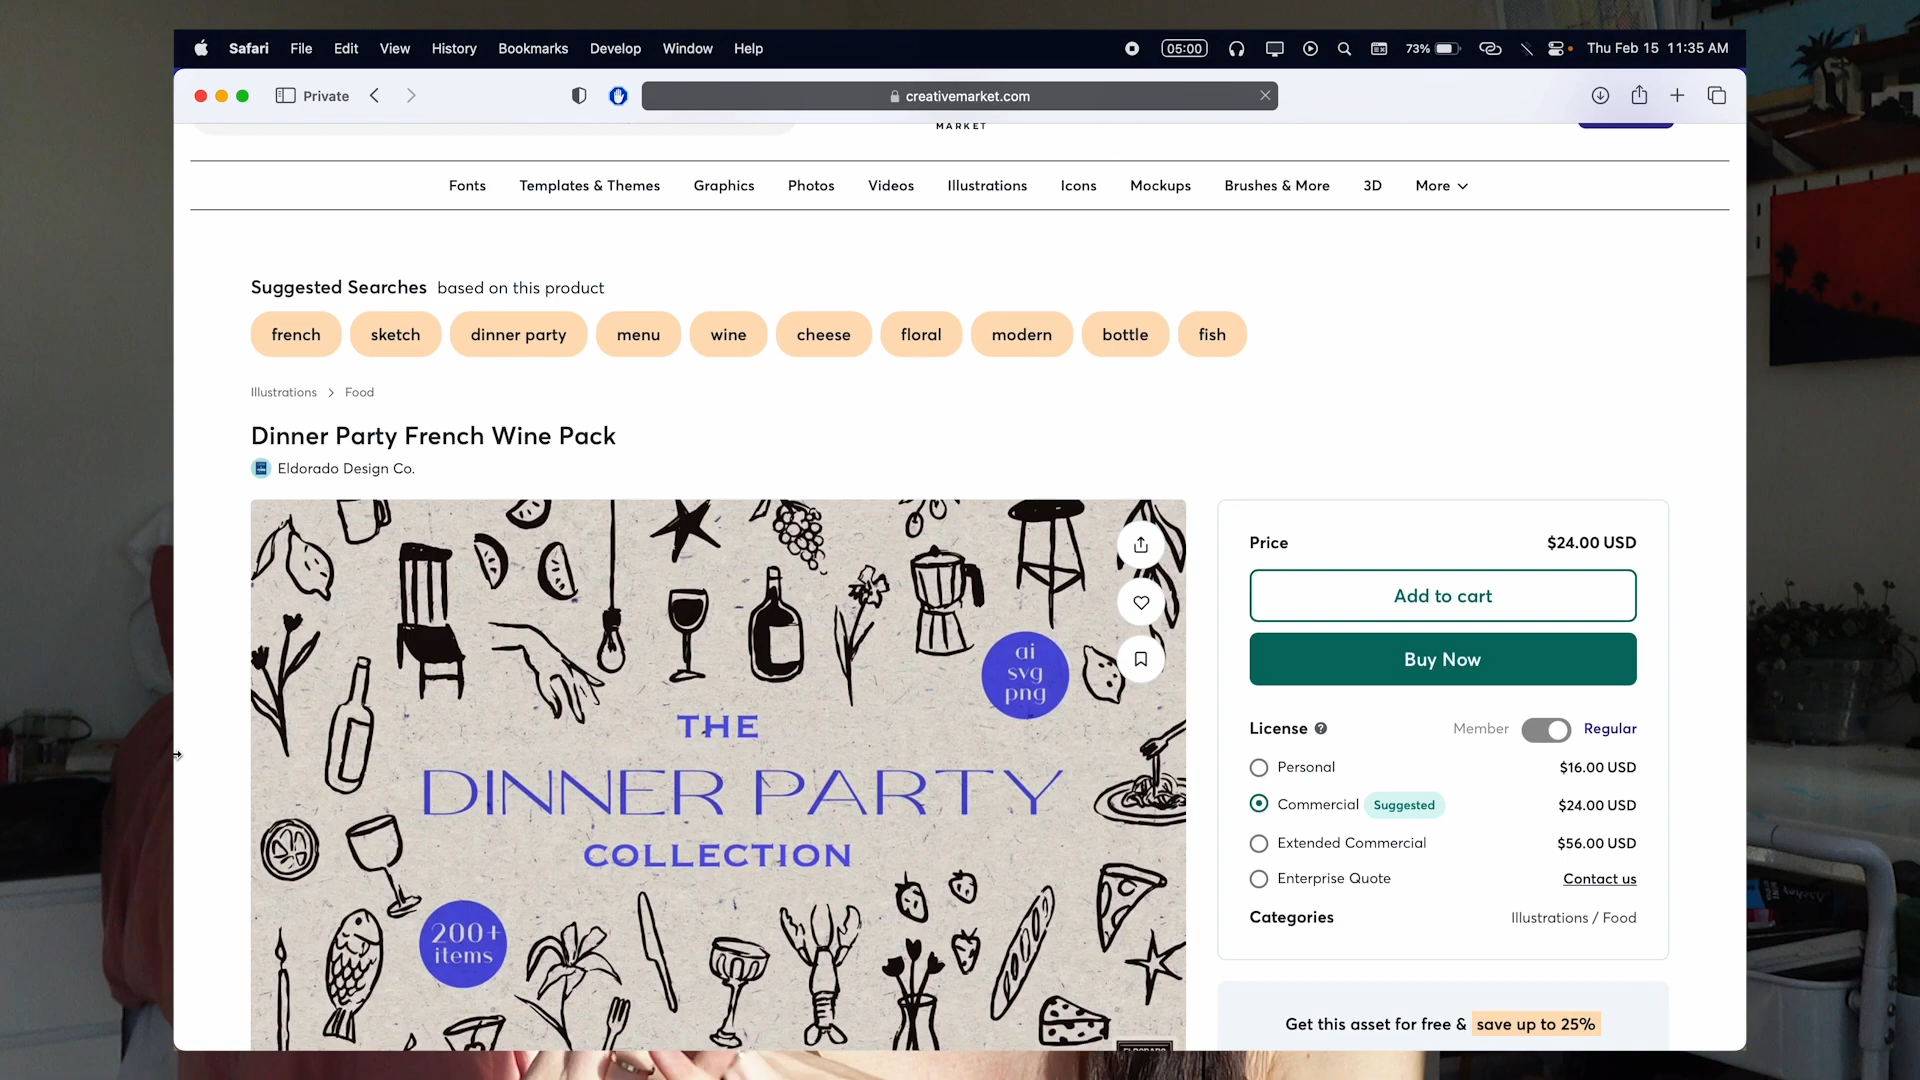 Safari File Edit View History Bookmarks Develop Window Help 05:00 73% Thu Feb 15 11:35 AM
Private creativemarket.com
MARKET
Fonts Templates & Themes Graphics Photos Videos Illustrations Icons Mockups Brushes & More 3D More
Suggested Searches based on this product
french sketch dinner party menu wine cheese floral modern bottle fish
Illustrations > Food
Dinner Party French Wine Pack
Eldorado Design Co.
ai
svg
png
THE
DINNER PARTY
COLLECTION
200+
items
Price $24.00 USD
Add to cart
Buy Now
License ? Member Regular
Personal $16.00 USD
Commercial Suggested $24.00 USD
Extended Commercial $56.00 USD
Enterprise Quote Contact us
Categories Illustrations / Food
Get this asset for free & save up to 25%